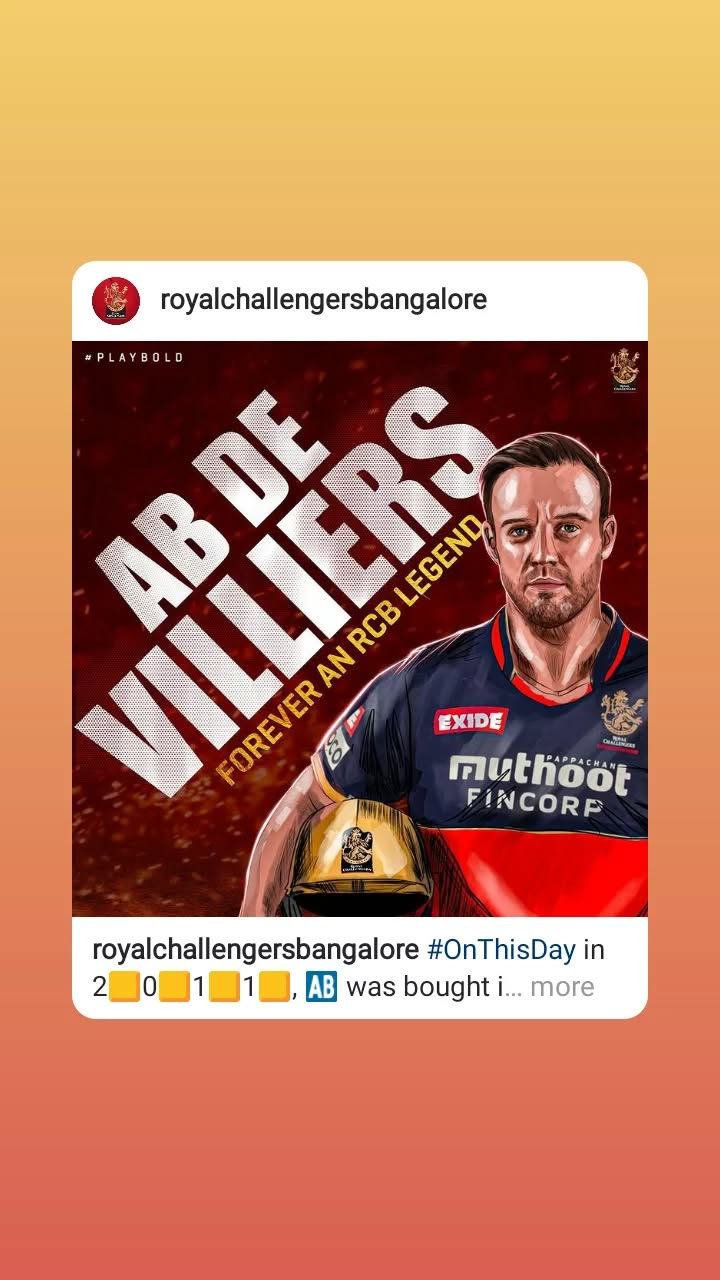 royalchallengersbangalore
#PLAYBOLD
AB DE
VILLIERS
FOREVER AN RCB LEGEND
EXIDE
ROYAL
CHALLENGERS
PAPPACHAN
muthoot
FINCORP
royalchallengersbangalore #OnThisDay in
2🟨0🟨1🟨1🟨, 🆎 was bought i... more